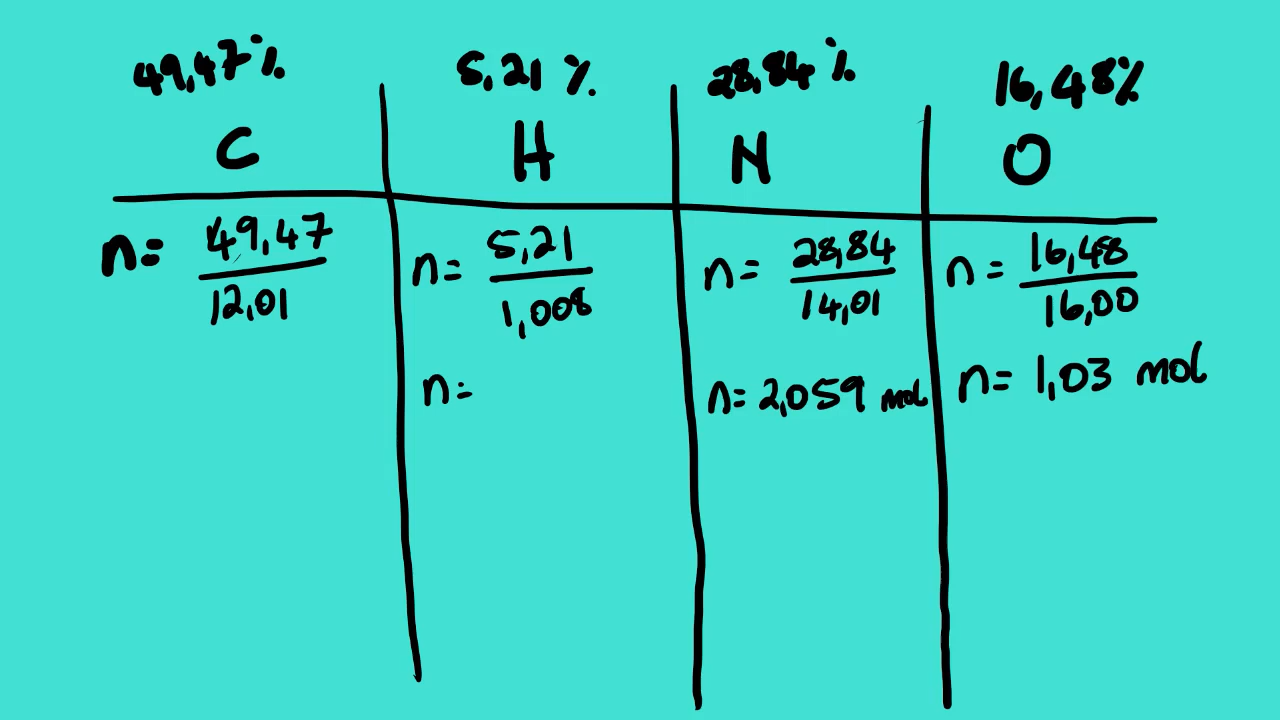 49,47% 5,21% 28,84% 16,48%
C H N O
n= 49,47/12,01 n= 5,21/1,008 n= 28,84/14,01 n= 16,48/16,00
n= n= 2,059 mol n= 1,03 mol